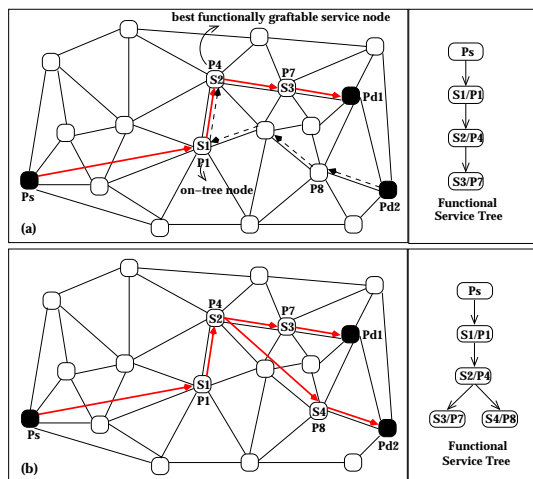 best functionally graftable service node
P4
S2
P7
S3
Pd1
S1
P1
Ps
on-tree node
P8
Pd2
(a)
Ps
S1/P1
S2/P4
S3/P7
Functional
Service Tree
P4
S2
P7
S3
Pd1
S1
P1
Ps
S4
P8
Pd2
(b)
Ps
S1/P1
S2/P4
S3/P7 S4/P8
Functional
Service Tree